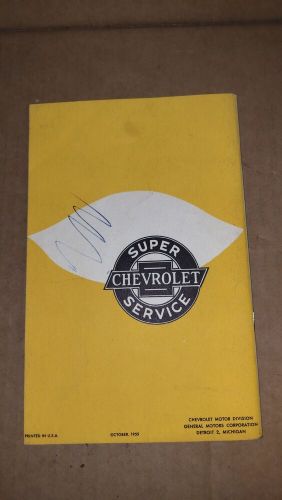 SUPER
CHEVROLET
SERVICE
CHEVROLET MOTOR DIVISION
GENERAL MOTORS CORPORATION
DETROIT 2, MICHIGAN
PRINTED IN U.S.A.
OCTOBER, 1955